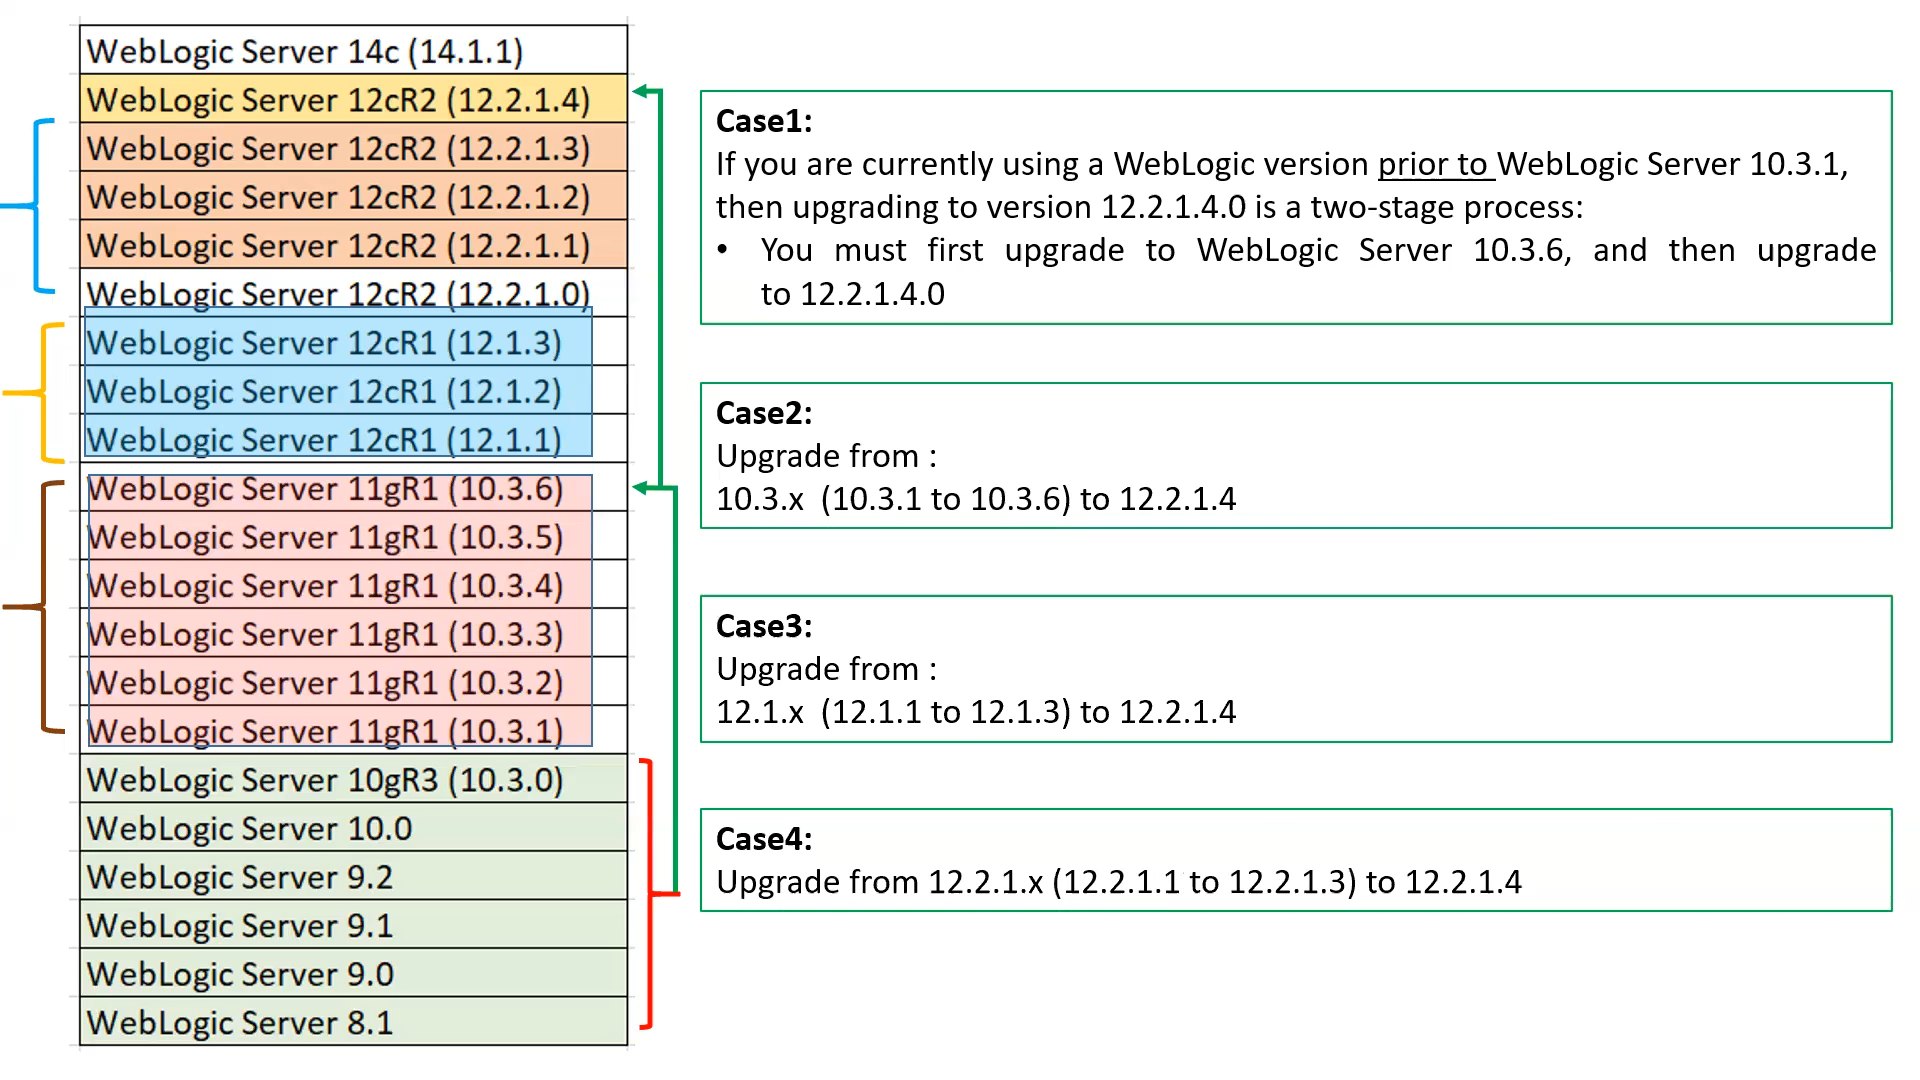 WebLogic Server 14c (14.1.1)
WebLogic Server 12cR2 (12.2.1.4)
WebLogic Server 12cR2 (12.2.1.3)
WebLogic Server 12cR2 (12.2.1.2)
WebLogic Server 12cR2 (12.2.1.1)
WebLogic Server 12cR2 (12.2.1.0)
WebLogic Server 12cR1 (12.1.3)
WebLogic Server 12cR1 (12.1.2)
WebLogic Server 12cR1 (12.1.1)
WebLogic Server 11gR1 (10.3.6)
WebLogic Server 11gR1 (10.3.5)
WebLogic Server 11gR1 (10.3.4)
WebLogic Server 11gR1 (10.3.3)
WebLogic Server 11gR1 (10.3.2)
WebLogic Server 11gR1 (10.3.1)
WebLogic Server 10gR3 (10.3.0)
WebLogic Server 10.0
WebLogic Server 9.2
WebLogic Server 9.1
WebLogic Server 9.0
WebLogic Server 8.1
Case1:
If you are currently using a WebLogic version prior to WebLogic Server 10.3.1,
then upgrading to version 12.2.1.4.0 is a two-stage process:
• You must first upgrade to WebLogic Server 10.3.6, and then upgrade
to 12.2.1.4.0
Case2:
Upgrade from :
10.3.x (10.3.1 to 10.3.6) to 12.2.1.4
Case3:
Upgrade from :
12.1.x (12.1.1 to 12.1.3) to 12.2.1.4
Case4:
Upgrade from 12.2.1.x (12.2.1.1 to 12.2.1.3) to 12.2.1.4